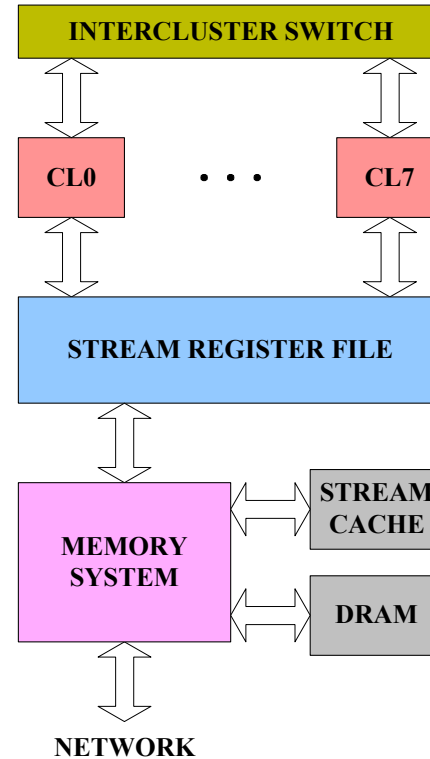 INTERCLUSTER SWITCH
CL0
. . .
CL7
STREAM REGISTER FILE
STREAM
CACHE
MEMORY
SYSTEM
DRAM
NETWORK